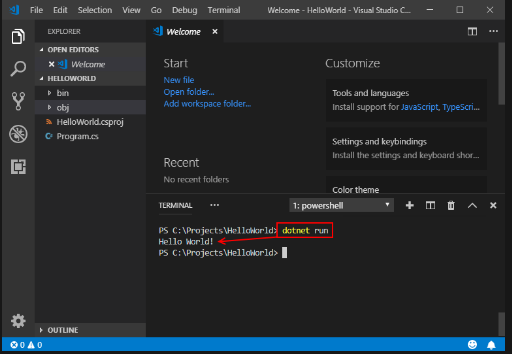 File Edit Selection View Go Debug Terminal Welcome - HelloWorld - Visual Studio C...
EXPLORER
OPEN EDITORS
Welcome
HELLOWORLD
bin
obj
HelloWorld.csproj
C# Program.cs
OUTLINE
Welcome
Start
New file
Open folder...
Add workspace folder...
Recent
No recent folders
Customize
Tools and languages
Install support for JavaScript, TypeScri...
Settings and keybindings
Install the settings and keyboard shor...
Color theme
TERMINAL
1: powershell
PS C:\Projects\HelloWorld> dotnet run
Hello World!
PS C:\Projects\HelloWorld>
0 0